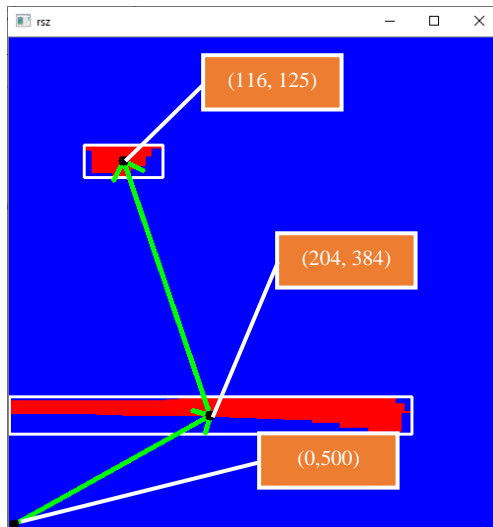 rsz
(116, 125)
(204, 384)
(0,500)